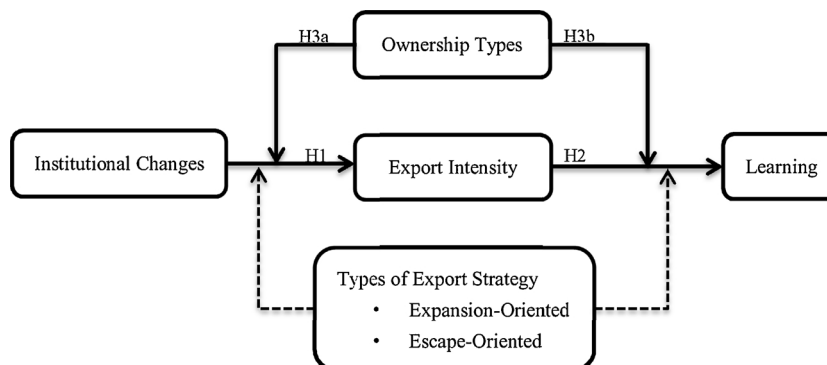 H3a
Ownership Types
H3b
Institutional Changes
H1
Export Intensity
H2
Learning
Types of Export Strategy
• Expansion-Oriented
• Escape-Oriented